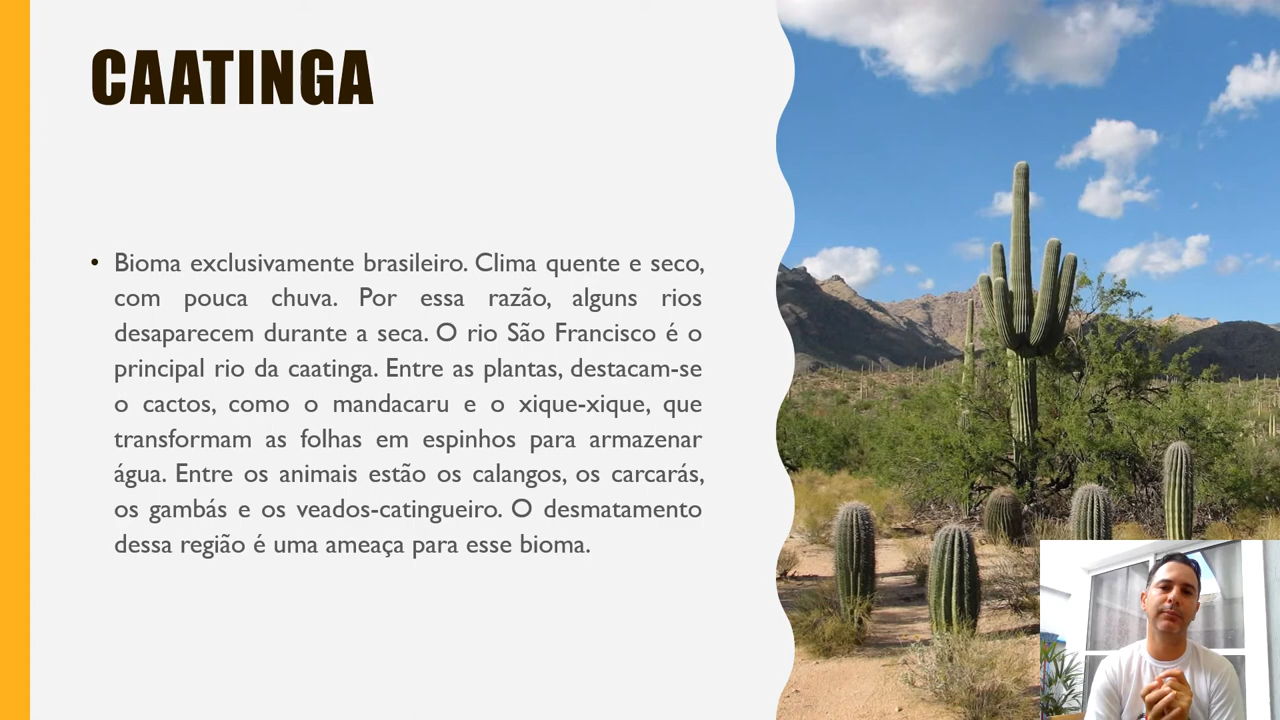 CAATINGA
• Bioma exclusivamente brasileiro. Clima quente e seco,
com pouca chuva. Por essa razão, alguns rios
desaparecem durante a seca. O rio São Francisco é o
principal rio da caatinga. Entre as plantas, destacam-se
o cactos, como o mandacaru e o xique-xique, que
transformam as folhas em espinhos para armazenar
água. Entre os animais estão os calangos, os carcarás,
os gambás e os veados-catingueiro. O desmatamento
dessa região é uma ameaça para esse bioma.